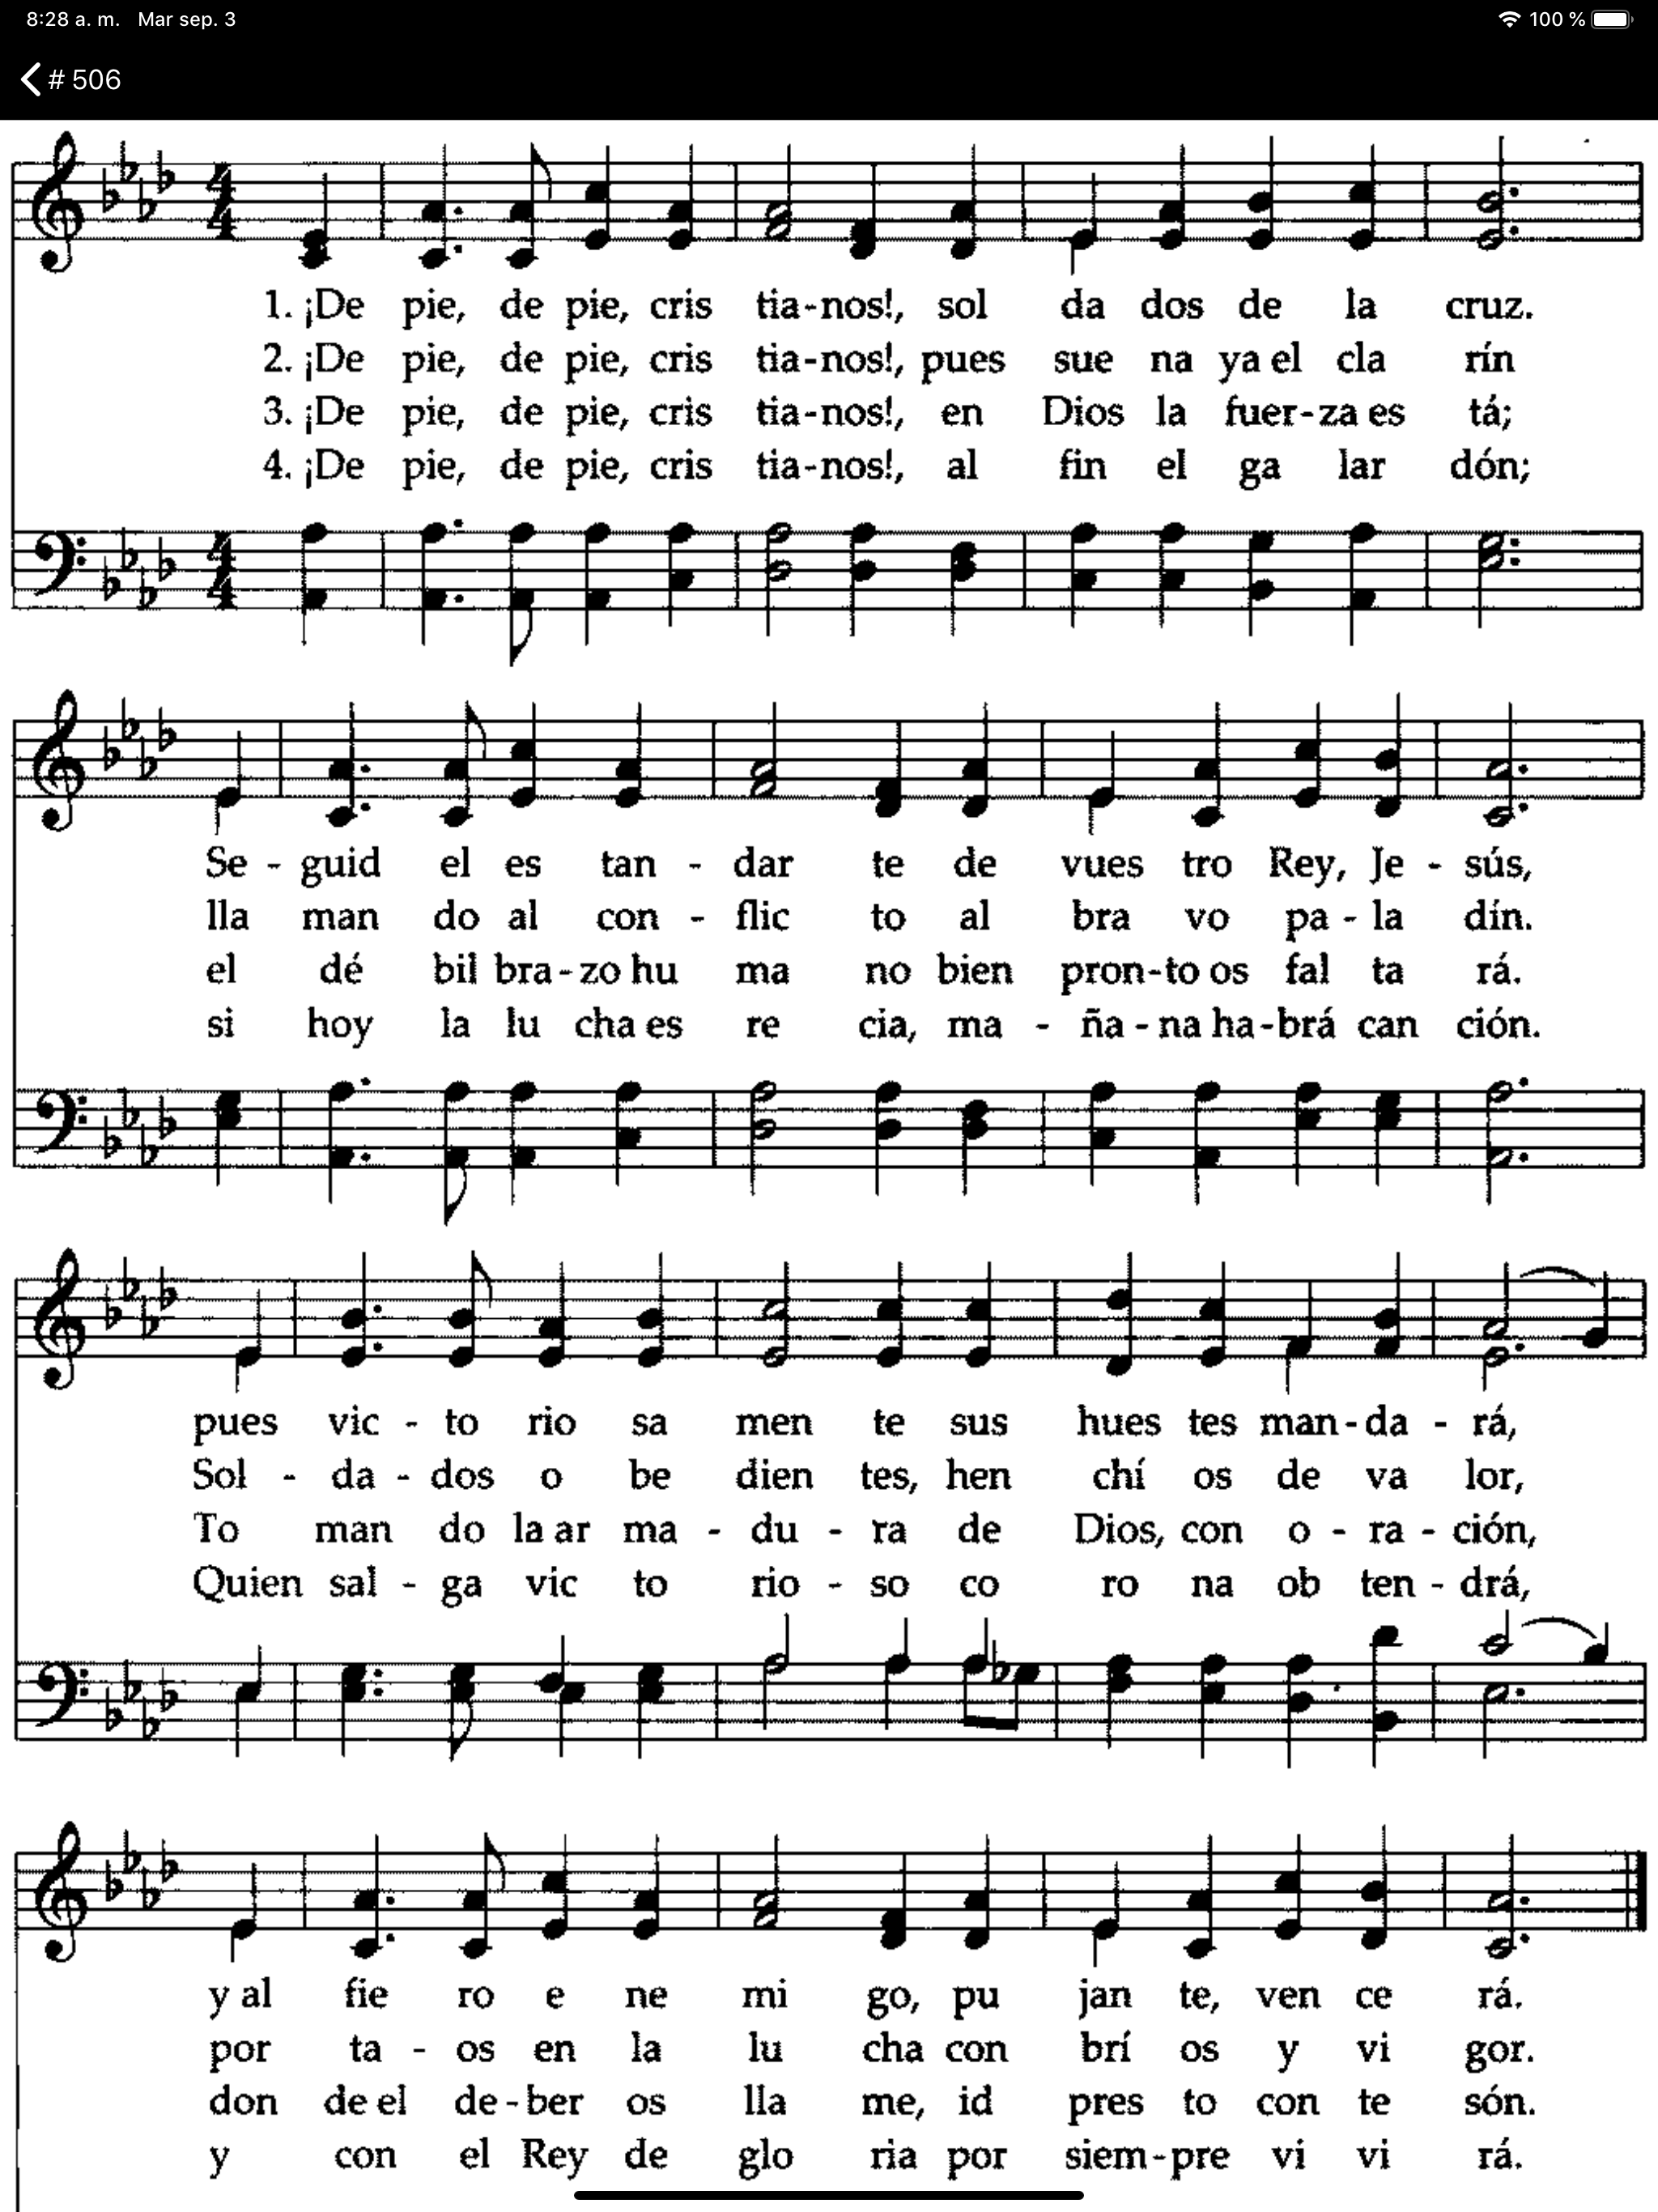 8:28 a. m. Mar sep. 3 100 %
# 506
1. ¡De pie, de pie, cris tia-nos!, sol da dos de la cruz.
2. ¡De pie, de pie, cris tia-nos!, pues sue na ya el cla rín
3. ¡De pie, de pie, cris tia-nos!, en Dios la fuer-za es tá;
4. ¡De pie, de pie, cris tia-nos!, al fin el ga lar dón;
Se - guid el es tan - dar te de vues tro Rey, Je - sús,
lla man do al con - flic to al bra vo pa - la dín.
el dé bil bra-zo hu ma no bien pron-to os fal ta rá.
si hoy la lu cha es re cia, ma - ña-na ha-brá can ción.
pues vic - to rio sa men te sus hues tes man-da - rá,
Sol - da - dos o be dien tes, hen chí os de va lor,
To man do la ar ma - du - ra de Dios, con o - ra - ción,
Quien sal - ga vic to rio - so co ro na ob ten - drá,
y al fie ro e ne mi go, pu jan te, ven ce rá.
por ta - os en la lu cha con brí os y vi gor.
don de el de-ber os lla me, id pres to con te són.
y con el Rey de glo ria por siem-pre vi vi rá.